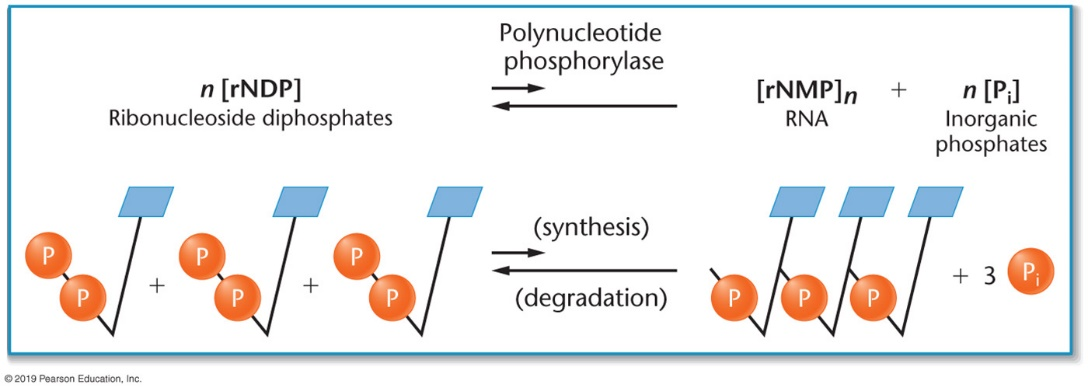 Polynucleotide
phosphorylase
n [rNDP]
Ribonucleoside diphosphates
[rNMP]n + n [Pi]
RNA
Inorganic
phosphates
P P + P P + P P
(synthesis)
(degradation)
P P P + 3 Pi
© 2019 Pearson Education, Inc.